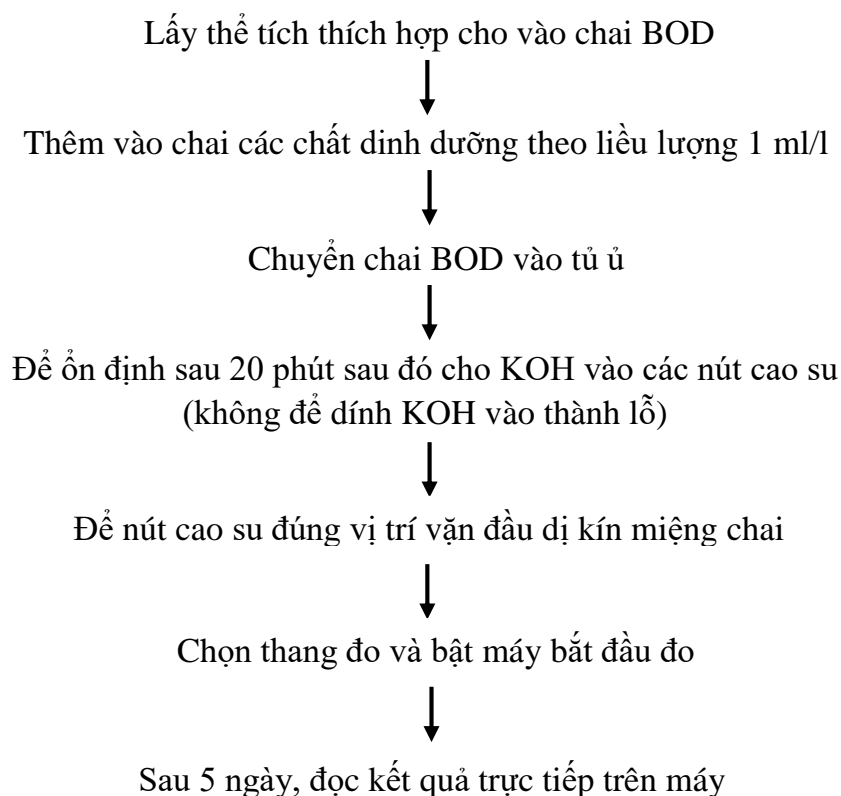 Lấy thể tích thích hợp cho vào chai BOD
Thêm vào chai các chất dinh dưỡng theo liều lượng 1 ml/l
Chuyển chai BOD vào tủ ủ
Để ổn định sau 20 phút sau đó cho KOH vào các nút cao su
(không để dính KOH vào thành lỗ)
Để nút cao su đúng vị trí vặn đầu dị kín miệng chai
Chọn thang đo và bật máy bắt đầu đo
Sau 5 ngày, đọc kết quả trực tiếp trên máy